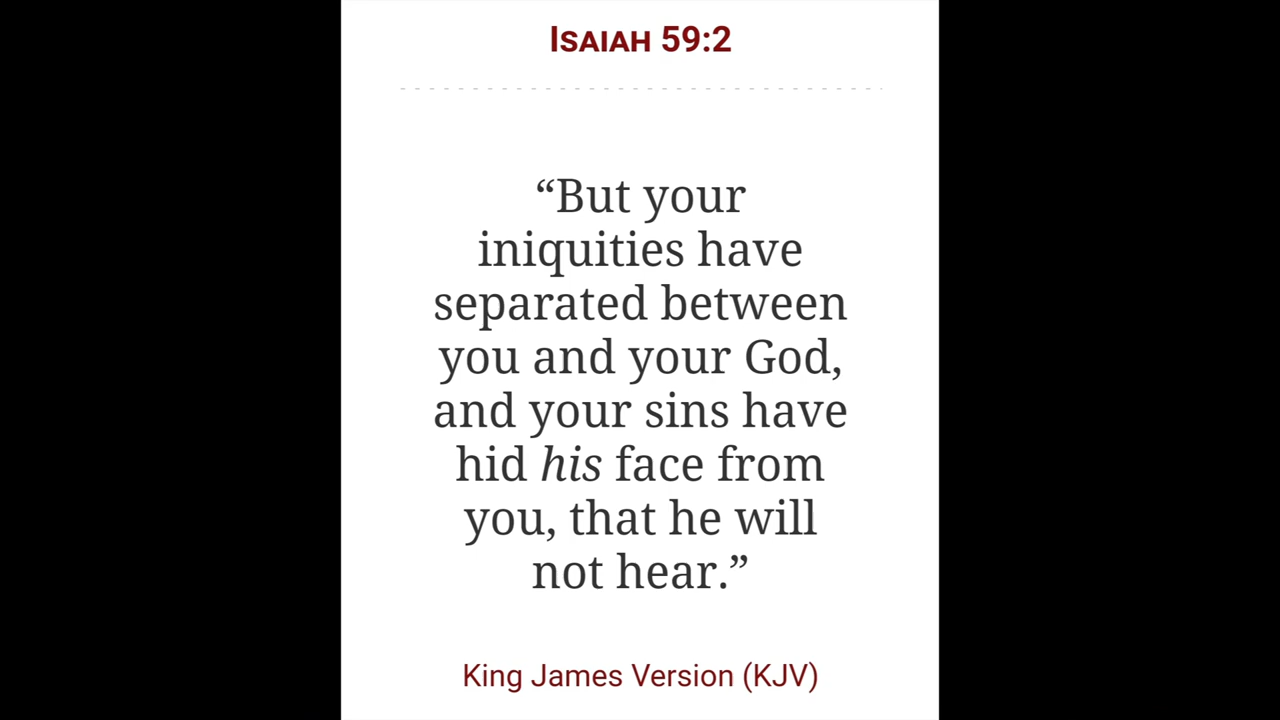 Isaiah 59:2
“But your
iniquities have
separated between
you and your God,
and your sins have
hid his face from
you, that he will
not hear.”
King James Version (KJV)